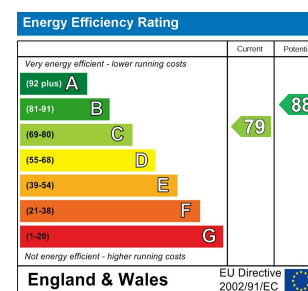 Energy Efficiency Rating
Current Potenti
Very energy efficient - lower running costs
(92 plus) A
(81-91) B
88
(69-80) C
79
(55-68) D
(39-54) E
(21-38) F
(1-20) G
Not energy efficient - higher running costs
England & Wales
EU Directive
2002/91/EC